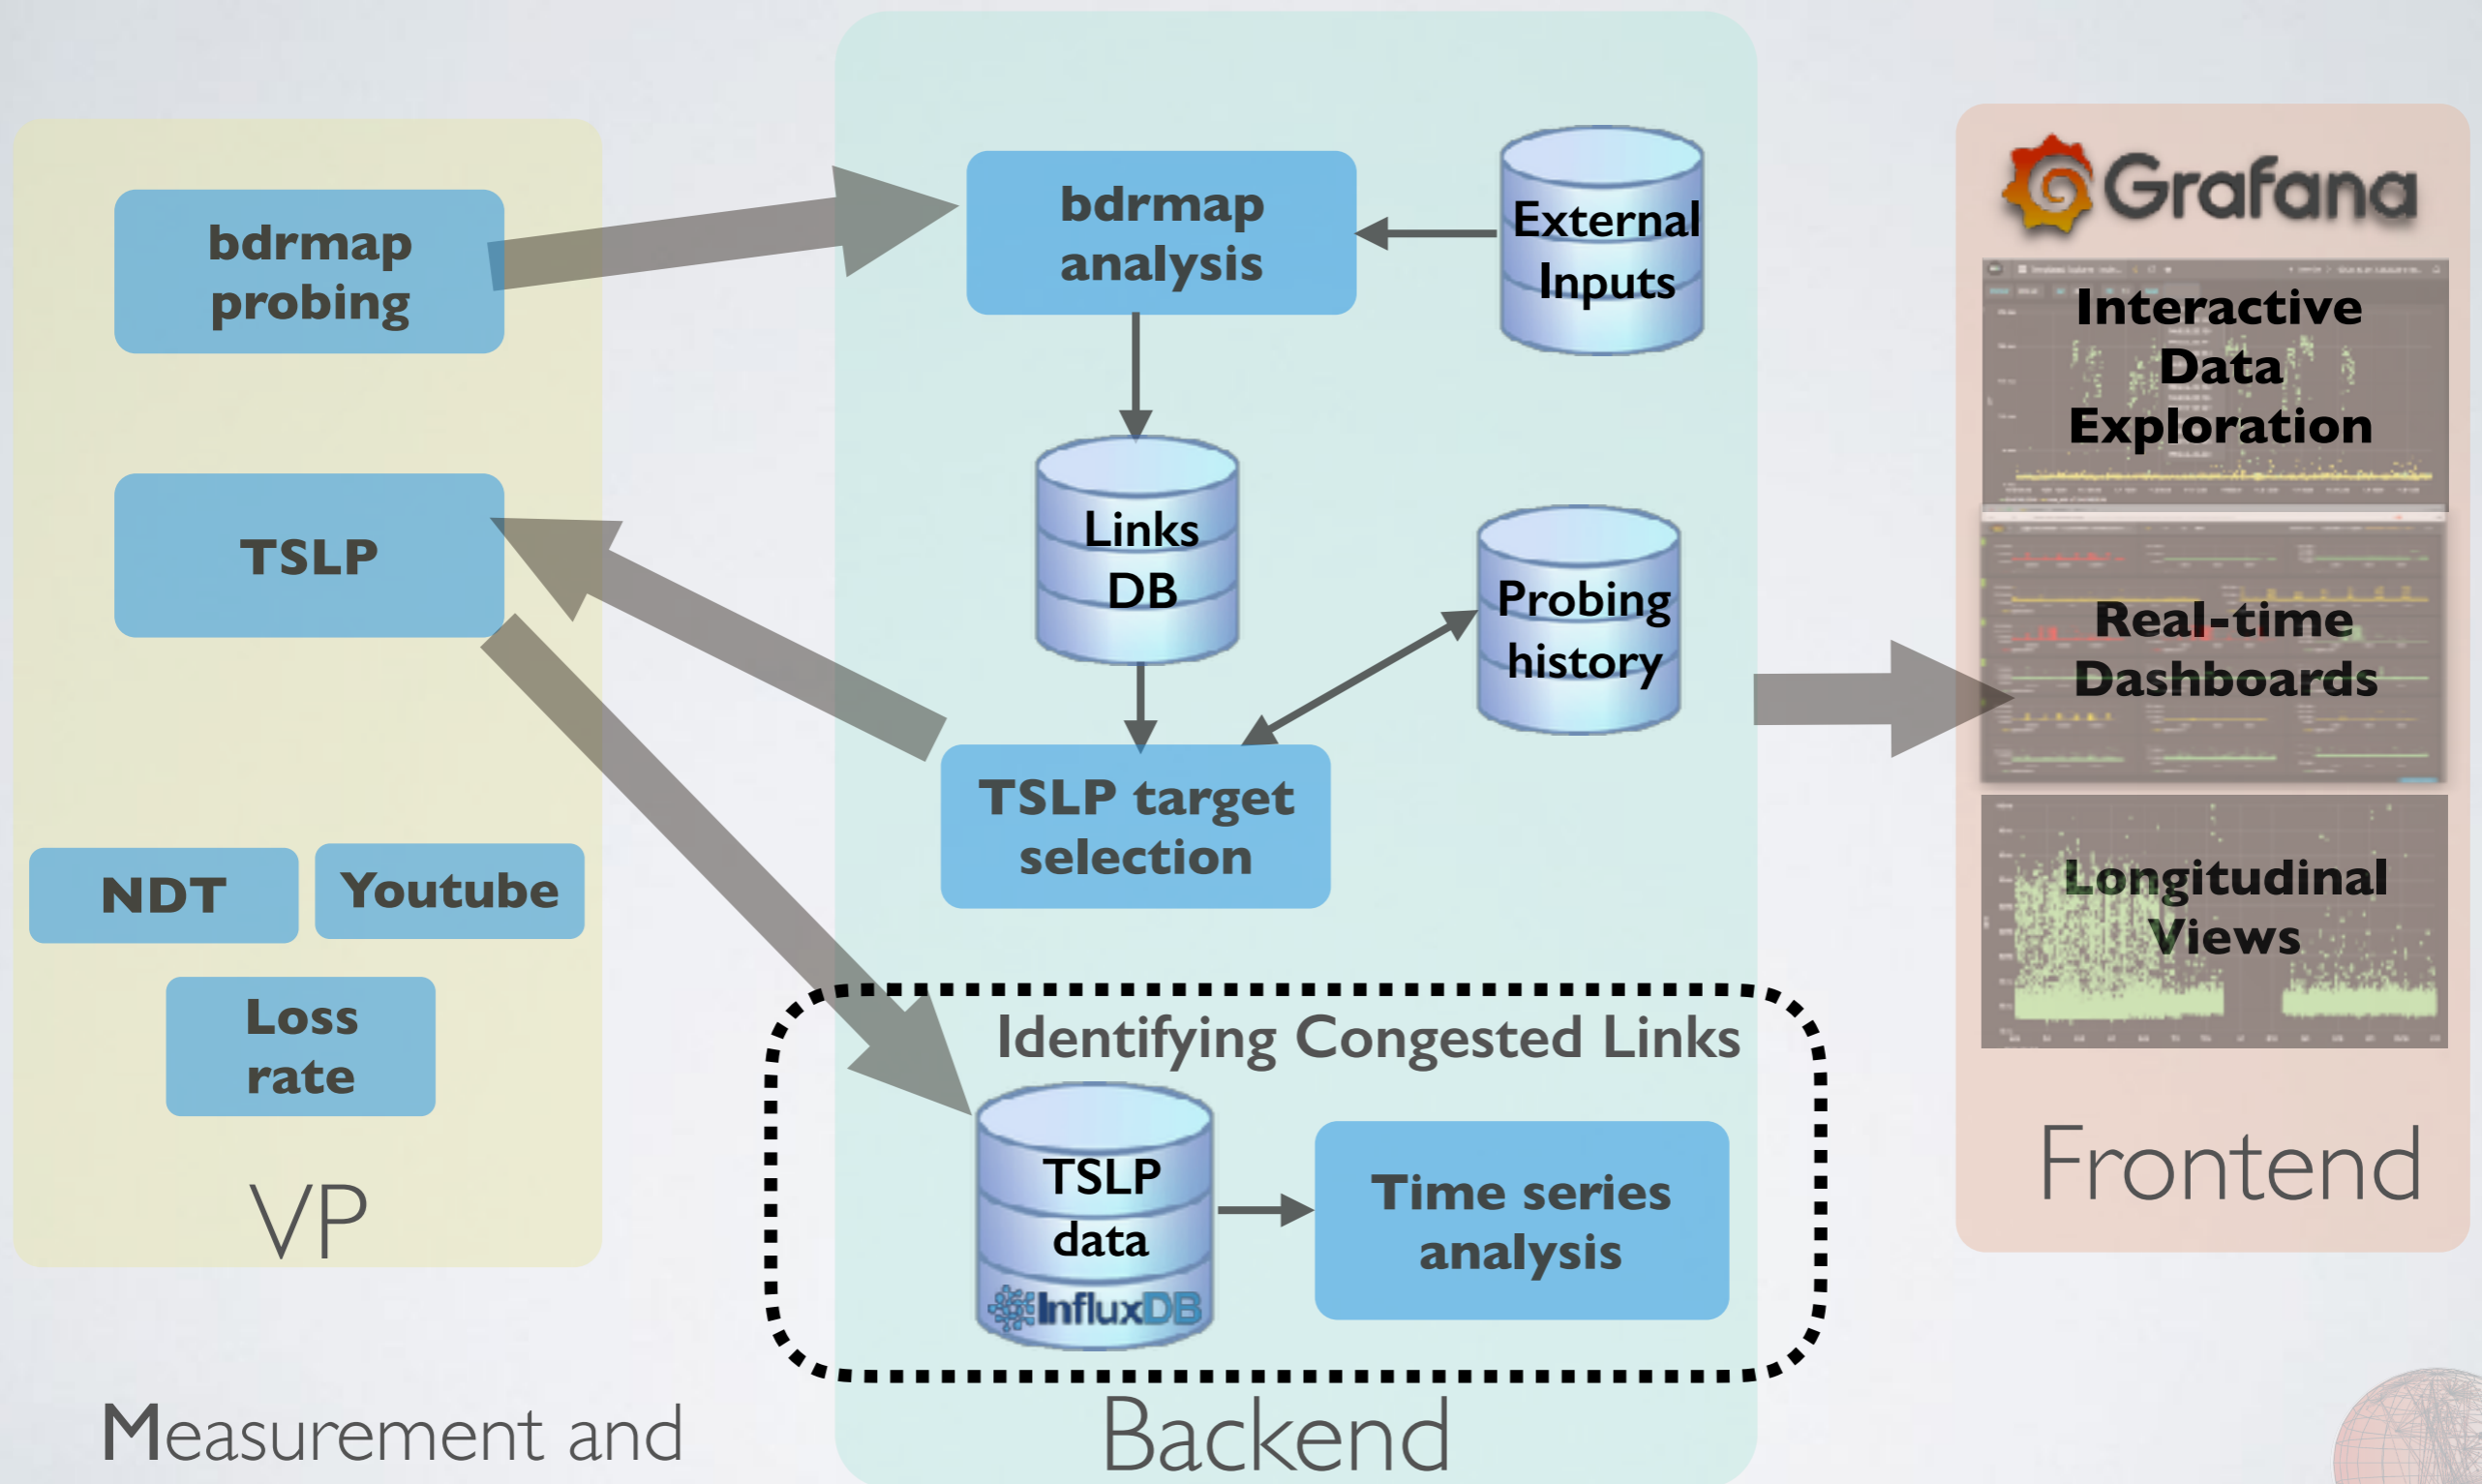 bdrmap
probing
TSLP
NDT
Youtube
Loss
rate
VP
Measurement and
bdrmap
analysis
External
Inputs
Links
DB
Probing
history
TSLP target
selection
Identifying Congested Links
TSLP
data
InfluxDB
Time series
analysis
Backend
Grafana
Interactive
Data
Exploration
Real-time
Dashboards
Longitudinal
Views
Frontend